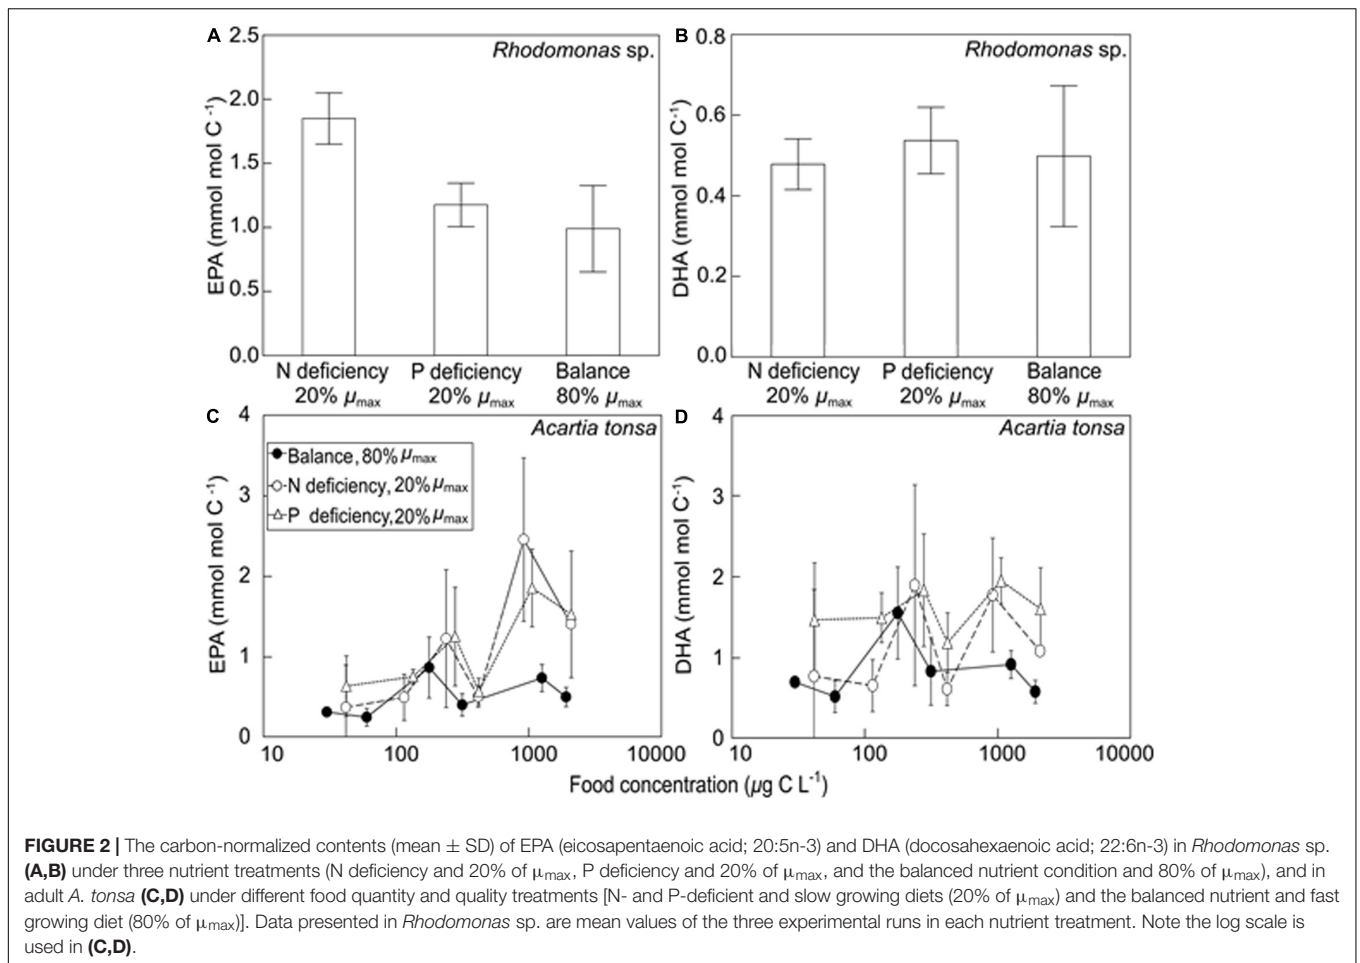 A
2.5
2.0
1.5
1.0
0.5
0.0
EPA (mmol mol C⁻¹)
Rhodomonas sp.
N deficiency
20% μmax
P deficiency
20% μmax
Balance
80% μmax
B
0.8
0.6
0.4
0.2
0.0
DHA (mmol mol C⁻¹)
Rhodomonas sp.
N deficiency
20% μmax
P deficiency
20% μmax
Balance
80% μmax
C
4
3
2
1
0
EPA (mmol mol C⁻¹)
Acartia tonsa
Balance, 80% μmax
N deficiency, 20% μmax
P deficiency, 20% μmax
10 100 1000 10000
D
4
3
2
1
0
DHA (mmol mol C⁻¹)
Acartia tonsa
10 100 1000 10000
Food concentration (μg C L⁻¹)
FIGURE 2 | The carbon-normalized contents (mean ± SD) of EPA (eicosapentaenoic acid; 20:5n-3) and DHA (docosahexaenoic acid; 22:6n-3) in Rhodomonas sp.
(A,B) under three nutrient treatments (N deficiency and 20% of μmax, P deficiency and 20% of μmax, and the balanced nutrient condition and 80% of μmax), and in
adult A. tonsa (C,D) under different food quantity and quality treatments [N- and P-deficient and slow growing diets (20% of μmax) and the balanced nutrient and fast
growing diet (80% of μmax)]. Data presented in Rhodomonas sp. are mean values of the three experimental runs in each nutrient treatment. Note the log scale is
used in (C,D).